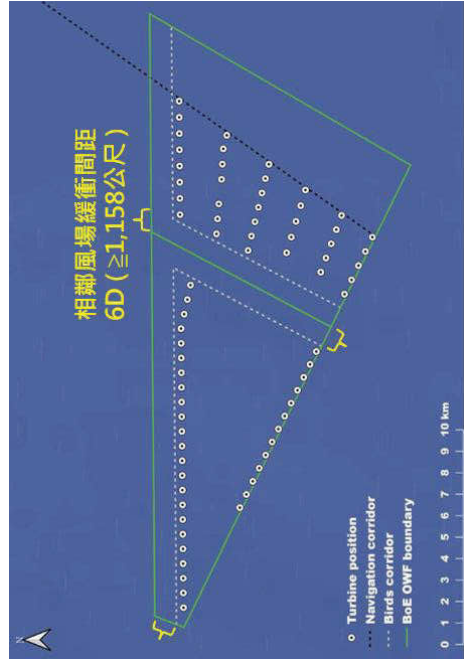 相鄰風場緩衝間距
6D（≧1,158公尺）
N
Turbine position
Navigation corridor
Birds corridor
BoE OWF boundary
0 1 2 3 4 5 6 7 8 9 10 km